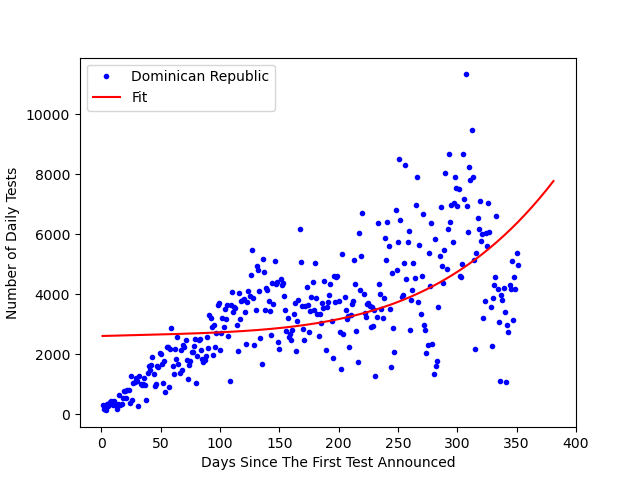 Dominican Republic
Fit
Number of Daily Tests
10000
8000
6000
4000
2000
0
0 50 100 150 200 250 300 350 400
Days Since The First Test Announced